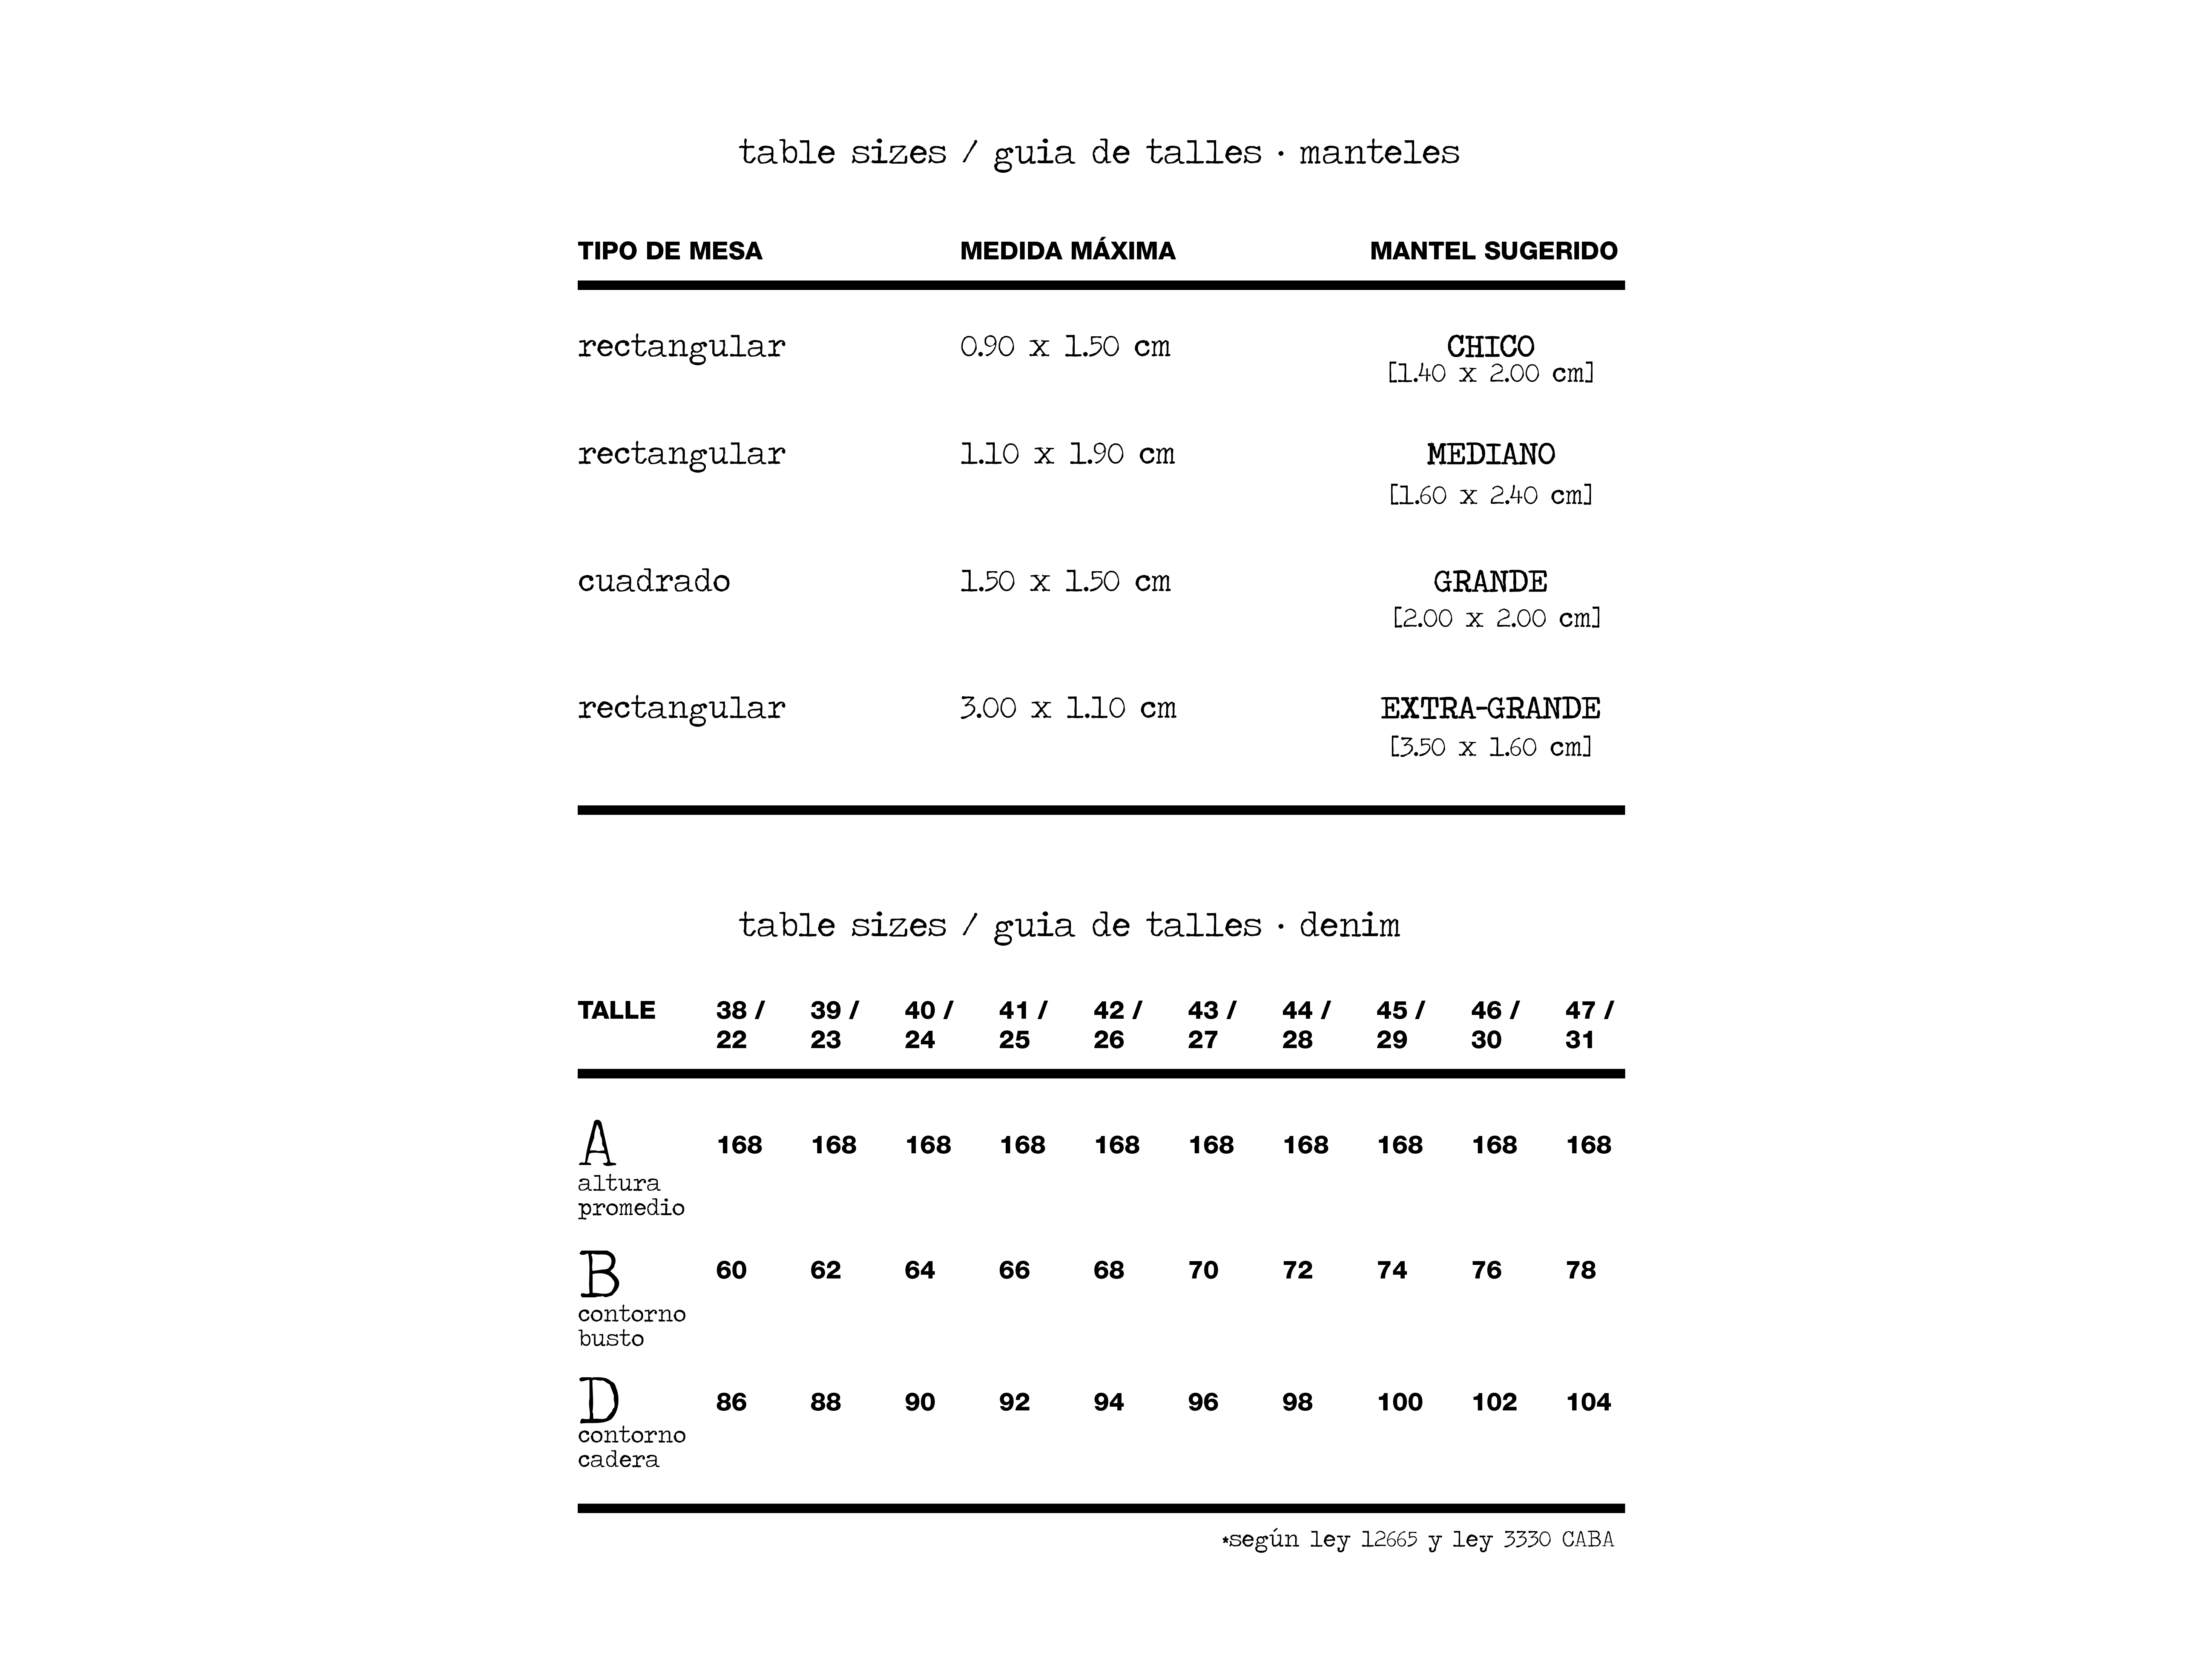 table sizes / guia de talles · manteles
TIPO DE MESA MEDIDA MÁXIMA MANTEL SUGERIDO
rectangular 0.90 x 1.50 cm CHICO
[1.40 x 2.00 cm]
rectangular 1.10 x 1.90 cm MEDIANO
[1.60 x 2.40 cm]
cuadrado 1.50 x 1.50 cm GRANDE
[2.00 x 2.00 cm]
rectangular 3.00 x 1.10 cm EXTRA-GRANDE
[3.50 x 1.60 cm]
table sizes / guia de talles · denim
TALLE 38 / 39 / 40 / 41 / 42 / 43 / 44 / 45 / 46 / 47 /
22 23 24 25 26 27 28 29 30 31
A 168 168 168 168 168 168 168 168 168 168
altura
promedio
B 60 62 64 66 68 70 72 74 76 78
contorno
busto
D 86 88 90 92 94 96 98 100 102 104
contorno
cadera
*según ley 12665 y ley 3330 CABA